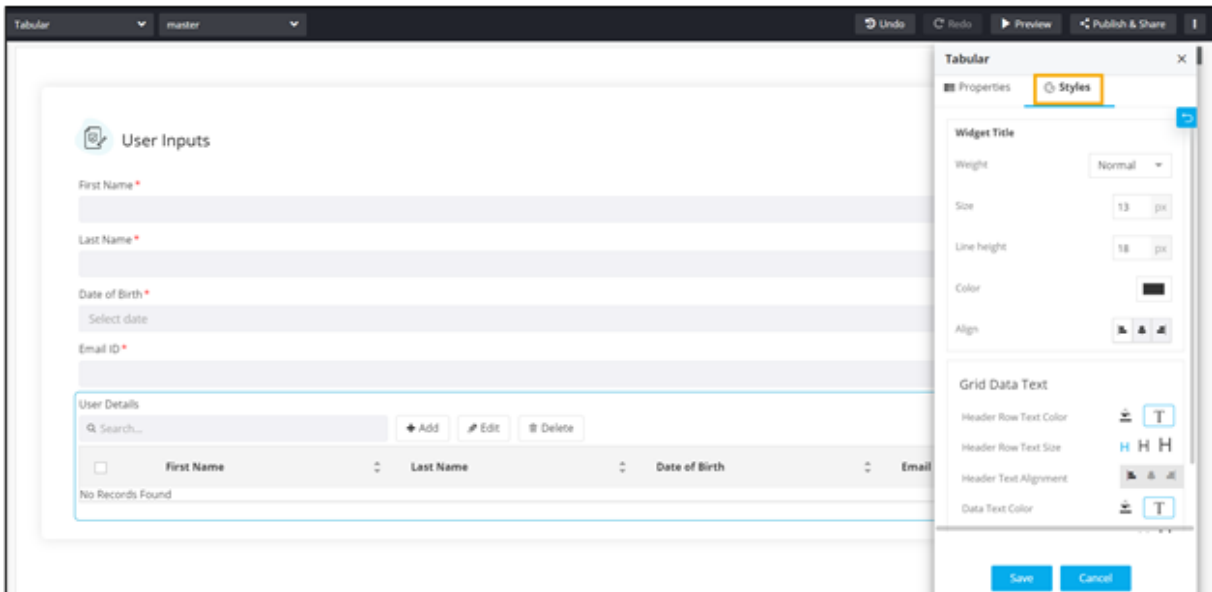 Tabular master Undo Redo Preview Publish & Share
Tabular
Properties Styles
User Inputs
First Name *
Last Name *
Date of Birth *
Select date
Email ID *
User Details
Search... Add Edit Delete
First Name Last Name Date of Birth Email
No Records Found
Widget Title
Weight Normal
Size 13 px
Line height 18 px
Color
Align
Grid Data Text
Header Row Text Color T
Header Row Text Size H H H
Header Text Alignment
Data Text Color T
Save Cancel